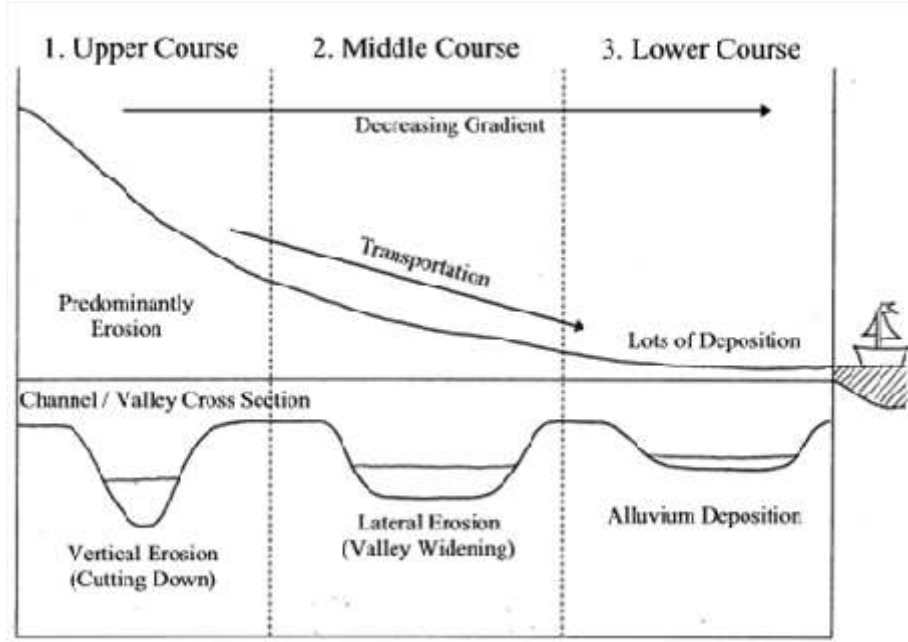 1. Upper Course
2. Middle Course
3. Lower Course
Decreasing Gradient
Transportation
Predominantly
Erosion
Lots of Deposition
Channel / Valley Cross Section
Vertical Erosion
(Cutting Down)
Lateral Erosion
(Valley Widening)
Alluvium Deposition